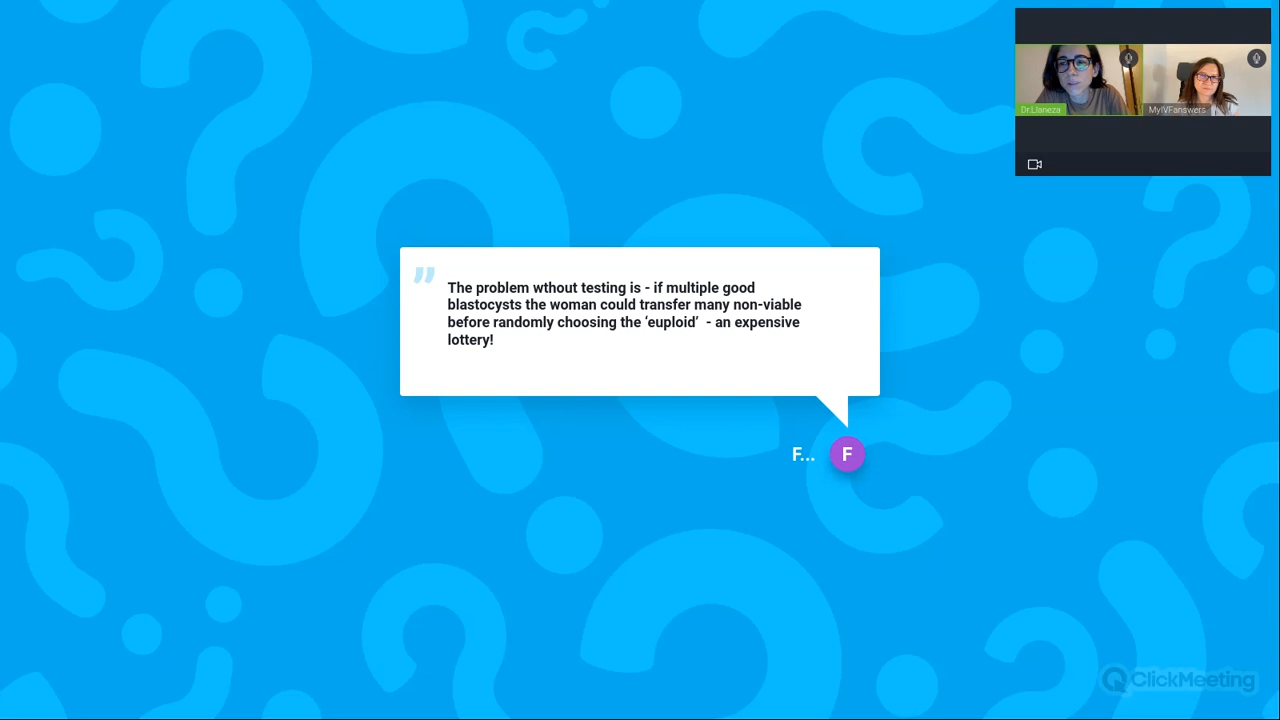 Dr.Llaneza
MyIVFanswers
”
The problem wthout testing is - if multiple good
blastocysts the woman could transfer many non-viable
before randomly choosing the ‘euploid’  - an expensive
lottery!
F...
F
ClickMeeting